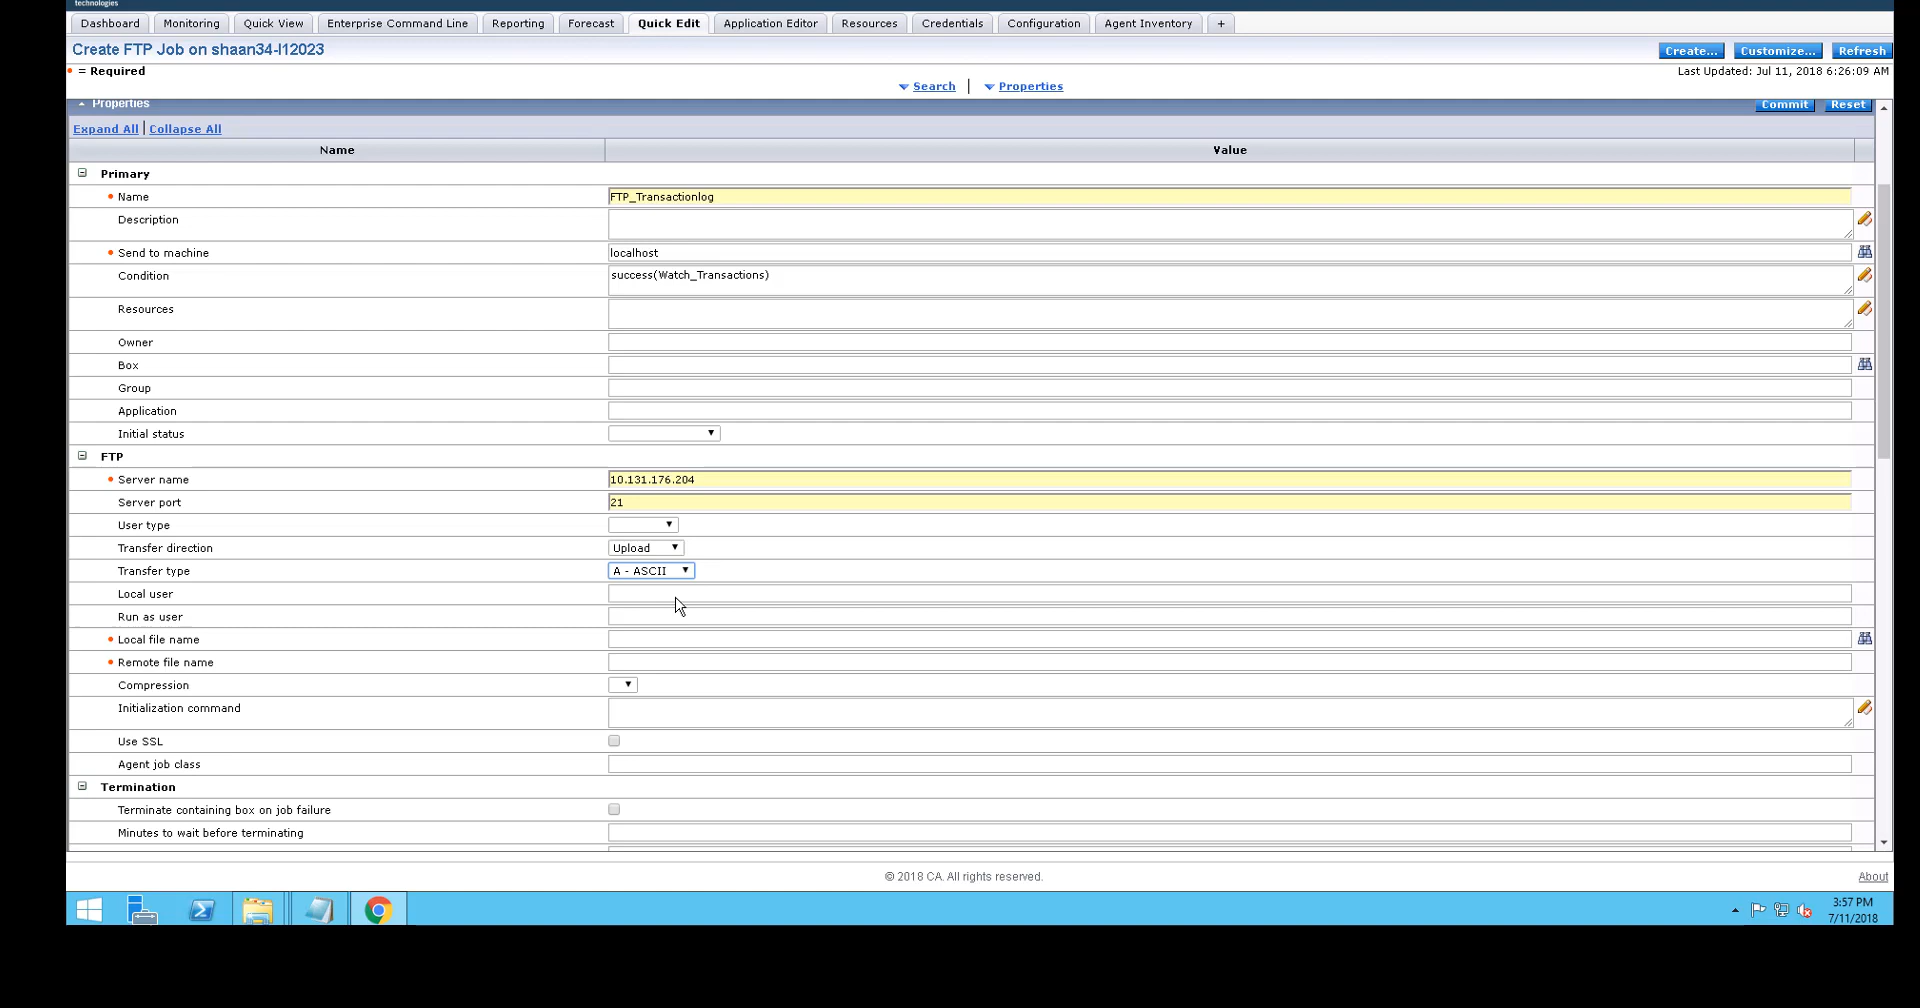 technologies
Dashboard Monitoring Quick View Enterprise Command Line Reporting Forecast Quick Edit Application Editor Resources Credentials Configuration Agent Inventory +
Create FTP Job on shaan34-I12023 Create... Customize... Refresh
= Required Last Updated: Jul 11, 2018 6:26:09 AM
Search | Properties
Properties Commit Reset
Expand All | Collapse All
Name Value
Primary
Name FTP_Transactionlog
Description
Send to machine localhost
Condition success(Watch_Transactions)
Resources
Owner
Box
Group
Application
Initial status
FTP
Server name 10.131.176.204
Server port 21
User type
Transfer direction Upload
Transfer type A - ASCII
Local user
Run as user
Local file name
Remote file name
Compression
Initialization command
Use SSL
Agent job class
Termination
Terminate containing box on job failure
Minutes to wait before terminating
© 2018 CA. All rights reserved. About
3:57 PM
7/11/2018